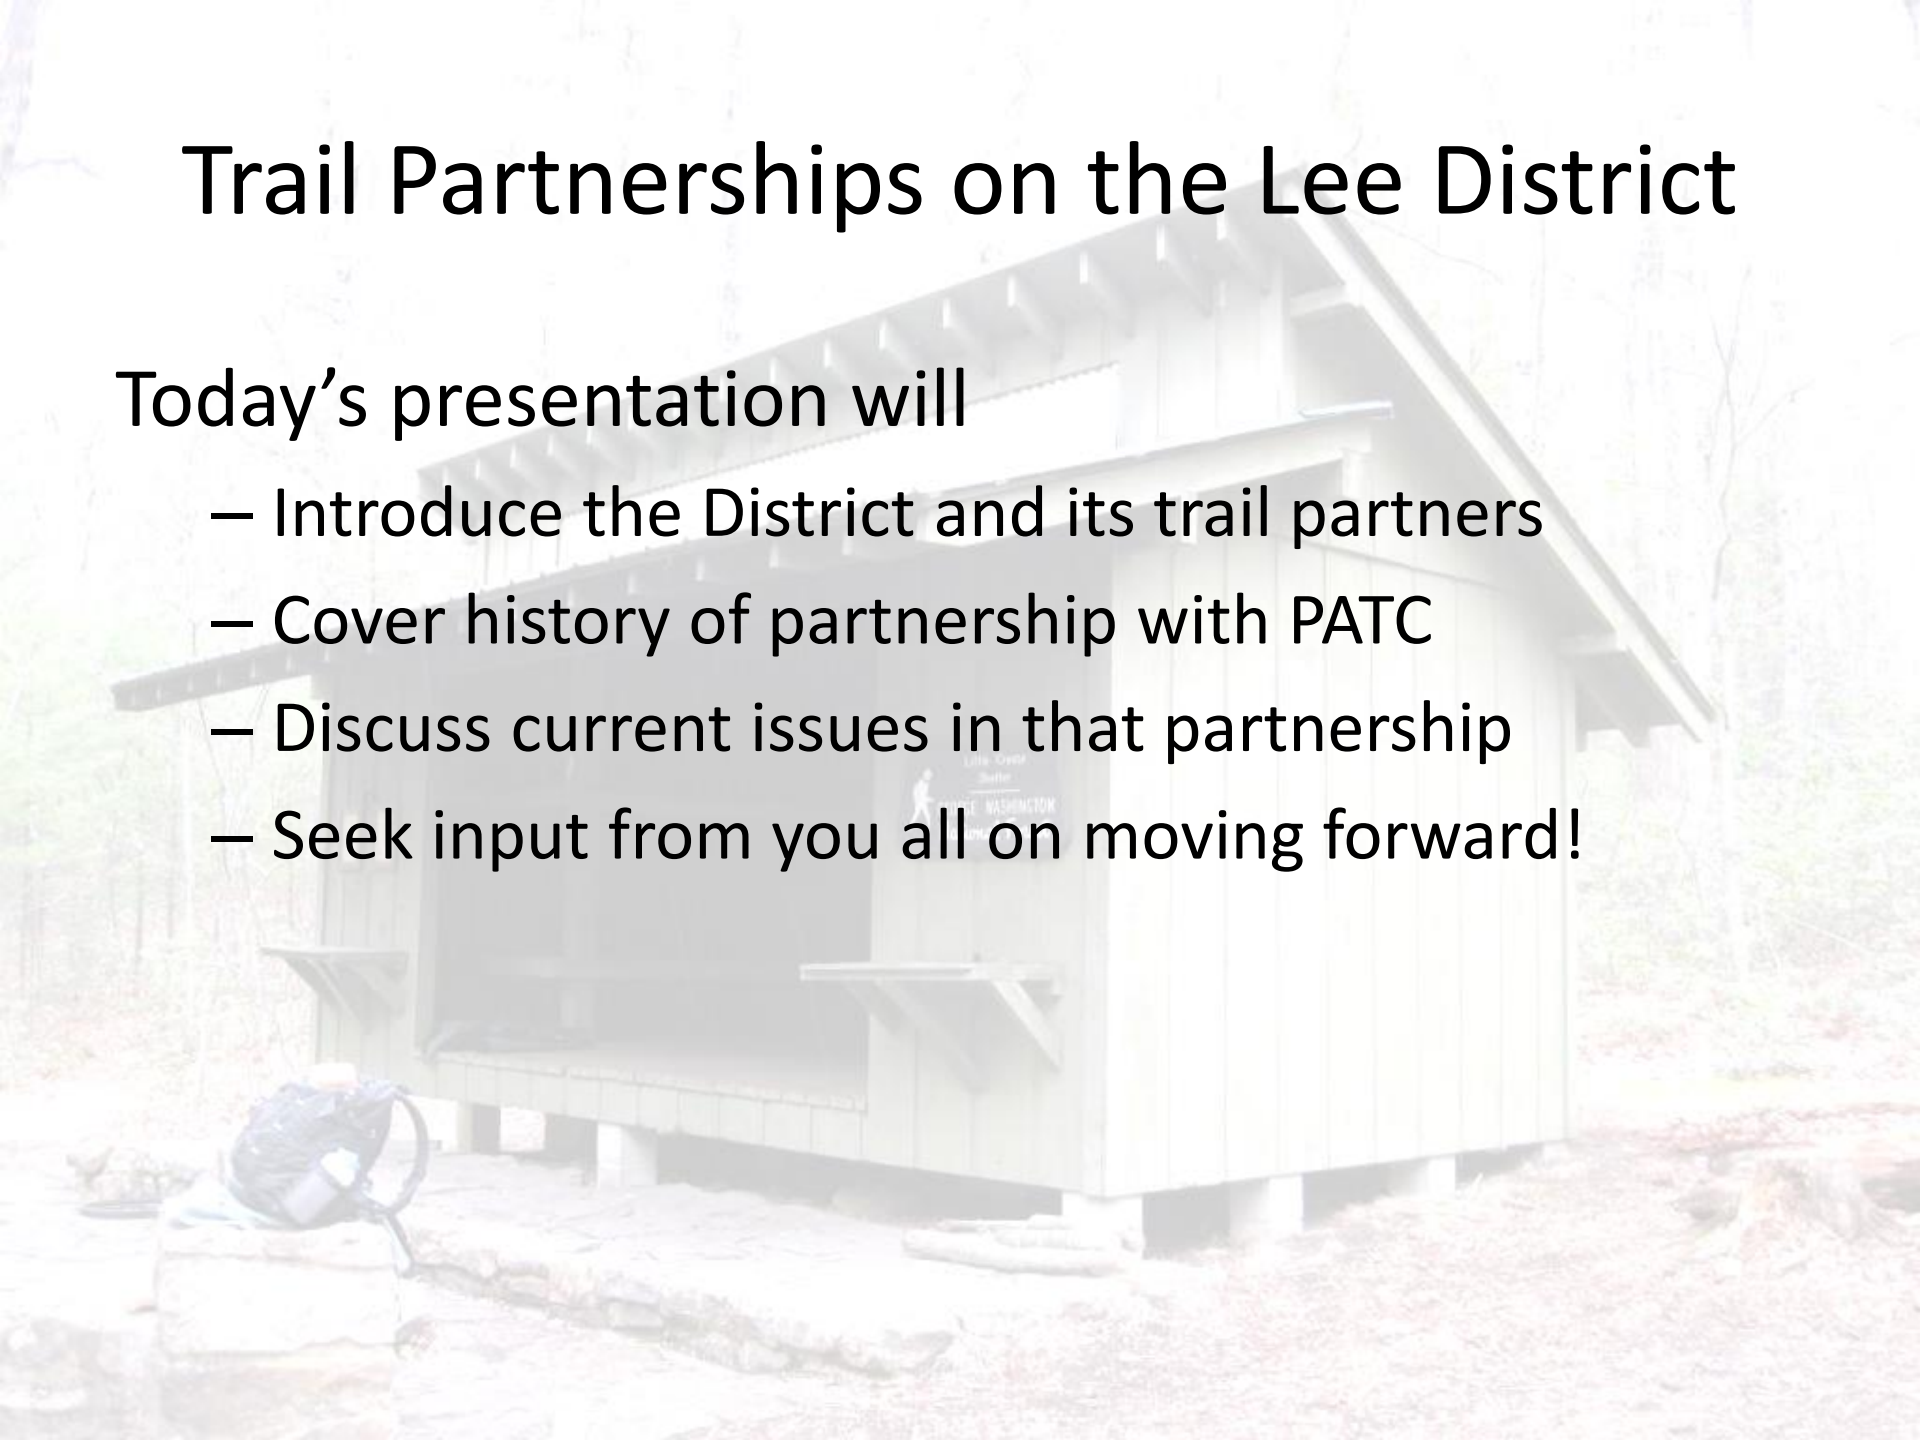 Trail Partnerships on the Lee District
Today’s presentation will
– Introduce the District and its trail partners
– Cover history of partnership with PATC
– Discuss current issues in that partnership
– Seek input from you all on moving forward!
WASHINGTON